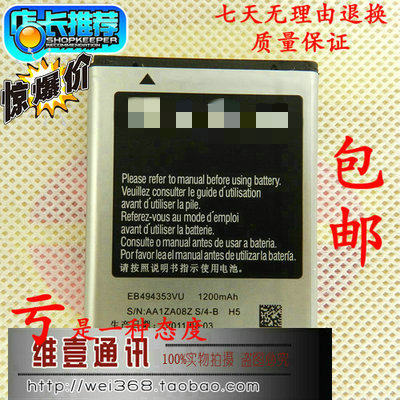 店长推荐
SHOPKEEPER
RECOMMENDATION
七天无理由退换
质量保证
惊爆价
包邮
Please refer to manual before using battery.
Veuillez consulter le guide d'utilisation
avant d'utiliser la pile.
Referez-vous au mode d'emploi
avant d'utiliser la batterie.
Consulte el manual antes de usar la bateria
Por favor lea el manual antes de utilizar la bateria.
请按照说明书指示使用电池。
EB494353VU 1200mAh
S/N:AA1ZA08Z S/4-B H5
亏是一种态度
维壹通讯
100%实物拍摄
http://wei368.taobao.com/